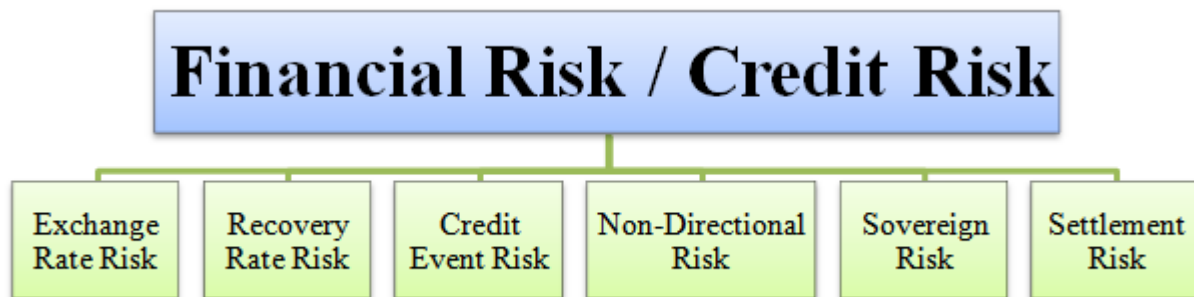 Financial Risk / Credit Risk
Exchange
Rate Risk
Recovery
Rate Risk
Credit
Event Risk
Non-Directional
Risk
Sovereign
Risk
Settlement
Risk